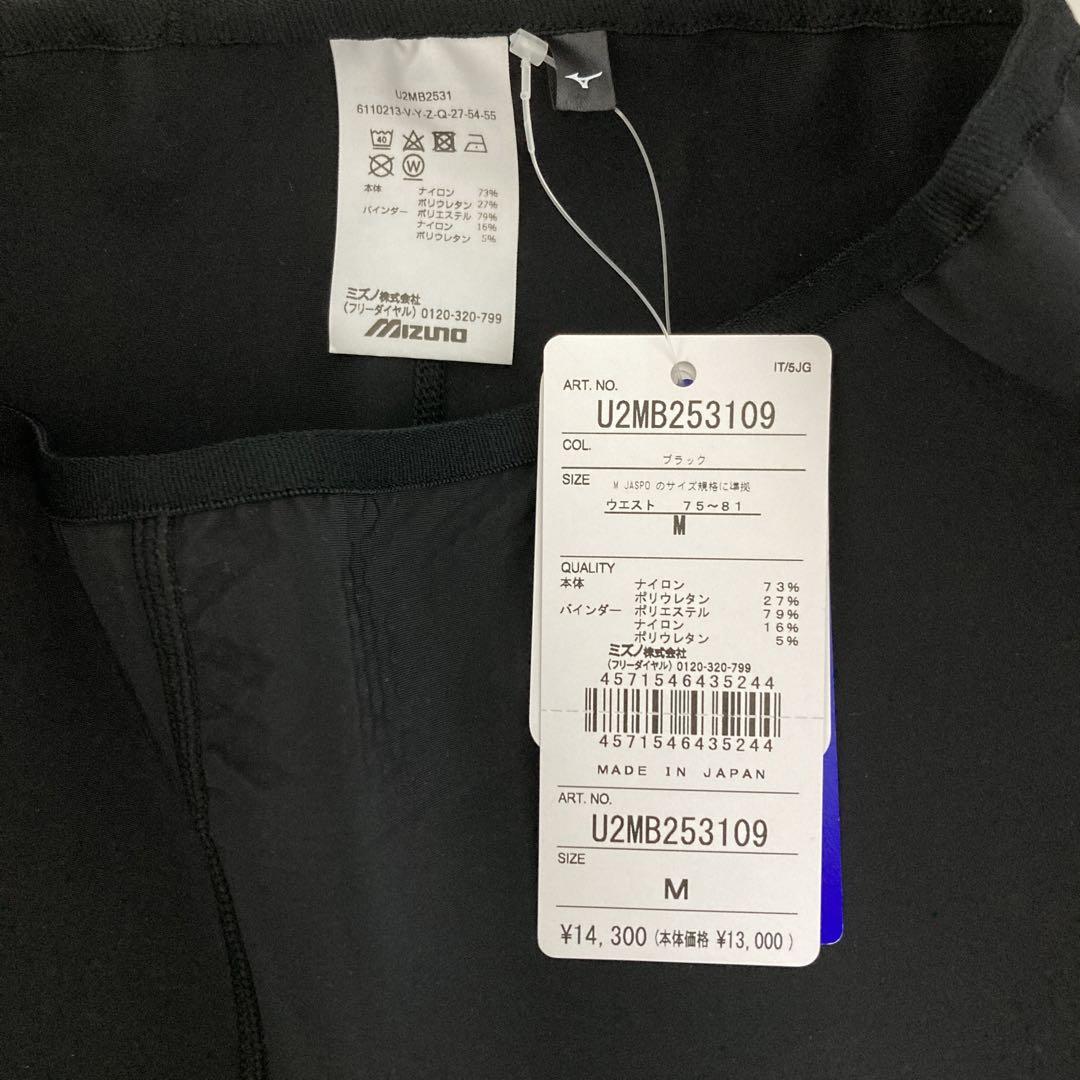 U2MB2531
6110213-V-Y-Z-Q-27-54-55
40
W
本体 ナイロン 73%
ポリウレタン 27%
バインダー ポリエステル 79%
ナイロン 16%
ポリウレタン 5%
ミズノ株式会社
(フリーダイヤル) 0120-320-799
MIZUNO
IT/5JG
ART. NO.
U2MB253109
COL.
ブラック
SIZE M JASPO のサイズ規格に準拠
ウエスト 75~81
M
QUALITY
本体 ナイロン 73%
ポリウレタン 27%
バインダー ポリエステル 79%
ナイロン 16%
ポリウレタン 5%
ミズノ株式会社
(フリーダイヤル) 0120-320-799
4571546435244
4571546435244
MADE IN JAPAN
ART. NO.
U2MB253109
SIZE
M
¥14,300 (本体価格 ¥13,000)